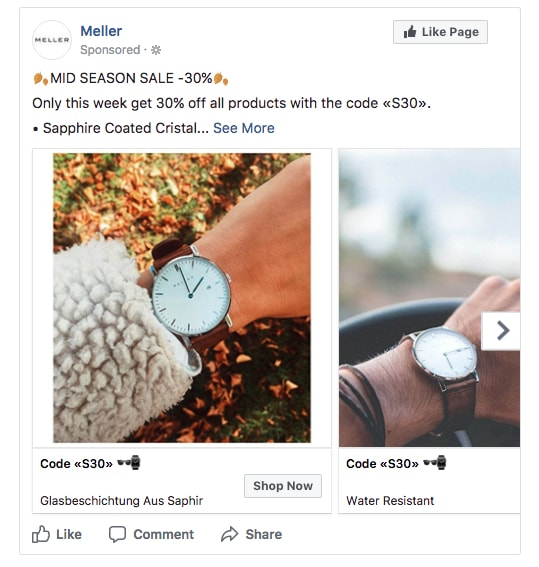 MELLER
Meller
Sponsored ·
Like Page
🍂MID SEASON SALE -30%🍂
Only this week get 30% off all products with the code «S30».
• Sapphire Coated Cristal... See More
MELLER
Code «S30» 🕶⌚
Glasbeschichtung Aus Saphir
Shop Now
Code «S30» 🕶⌚
Water Resistant
Like
Comment
Share